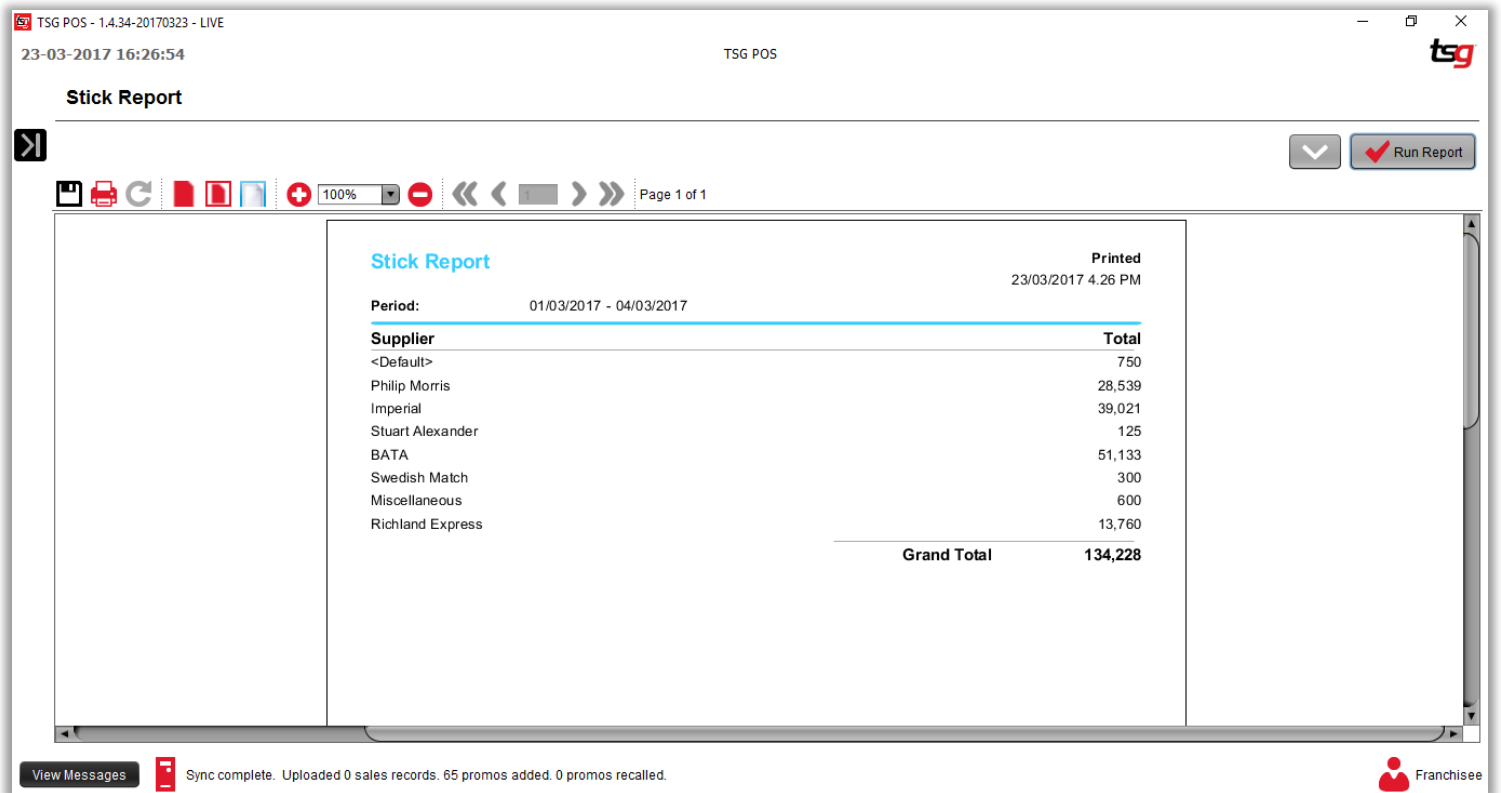 TSG POS - 1.4.34-20170323 - LIVE
23-03-2017 16:26:54 TSG POS tsg
Stick Report
Run Report
100% 1 Page 1 of 1
Stick Report Printed
23/03/2017 4.26 PM
Period: 01/03/2017 - 04/03/2017
Supplier Total
<Default> 750
Philip Morris 28,539
Imperial 39,021
Stuart Alexander 125
BATA 51,133
Swedish Match 300
Miscellaneous 600
Richland Express 13,760
Grand Total 134,228
View Messages Sync complete. Uploaded 0 sales records. 65 promos added. 0 promos recalled. Franchisee